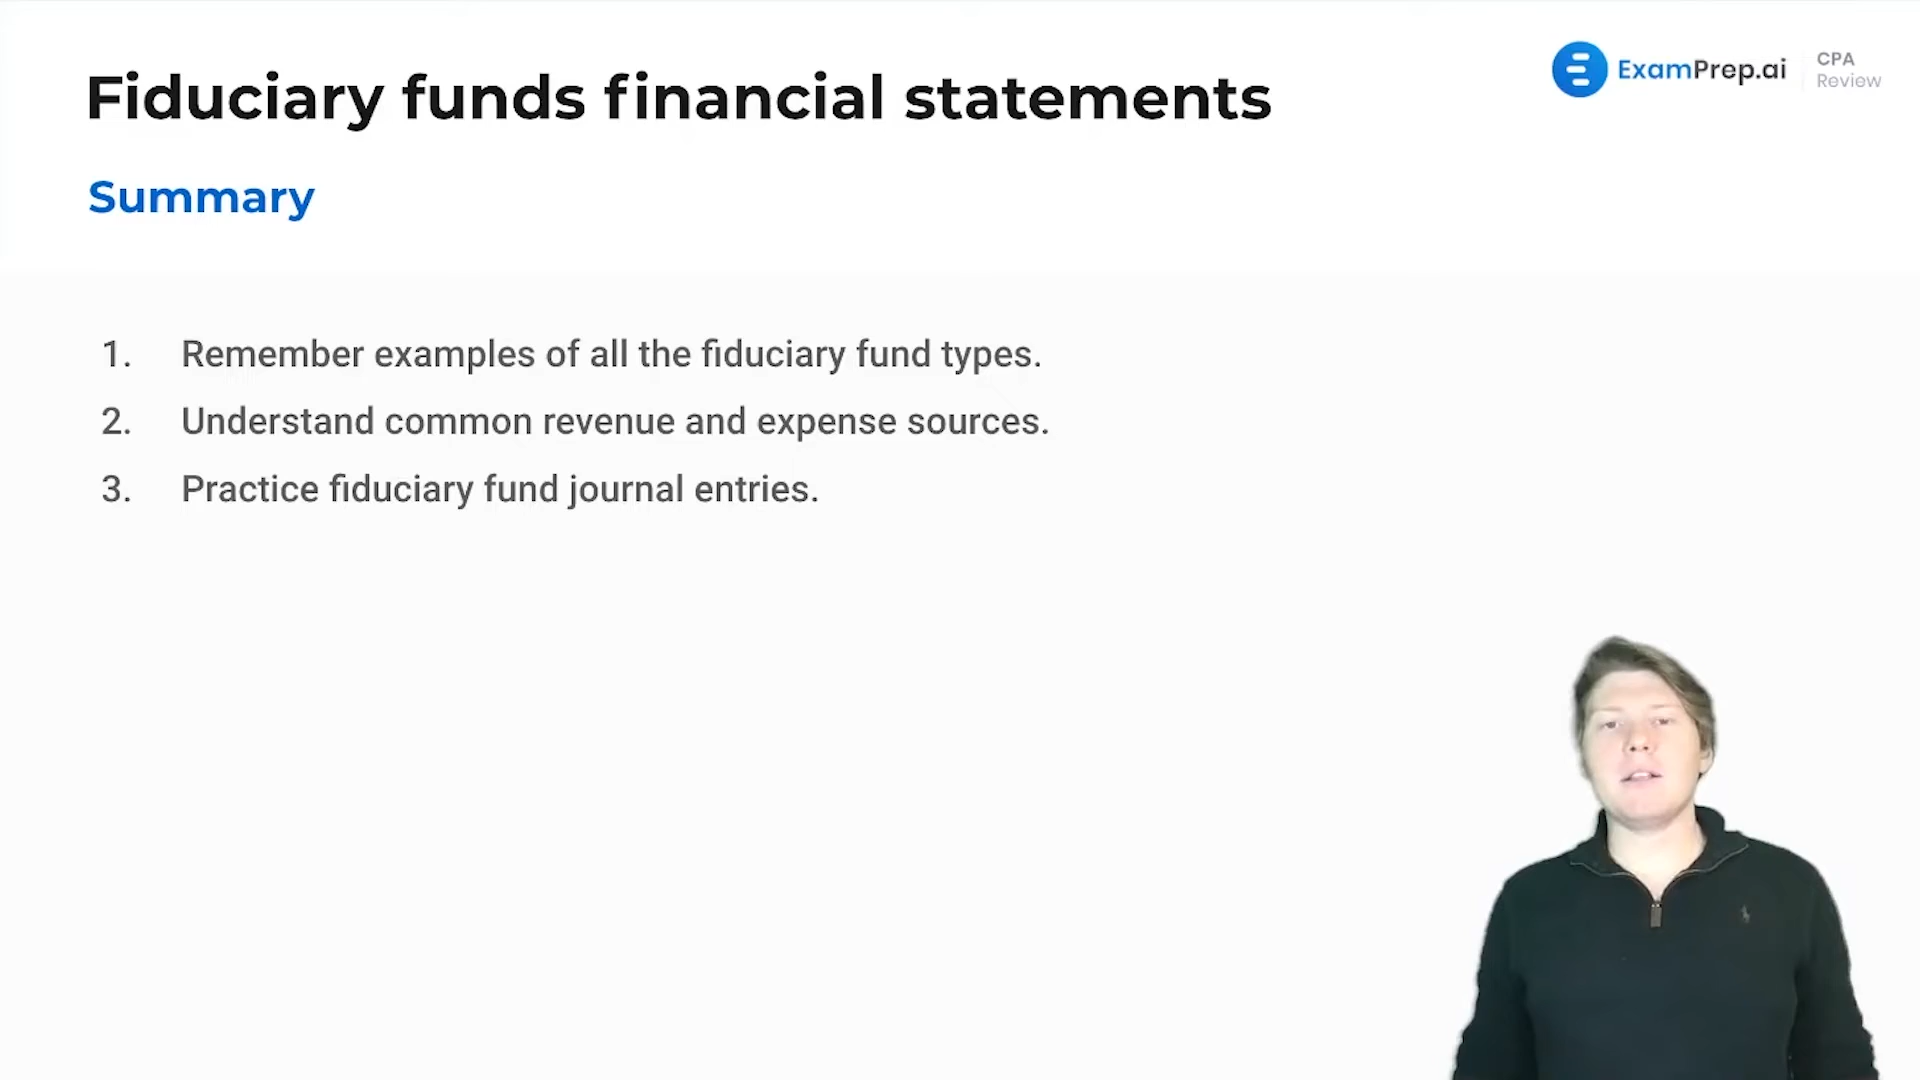 Fiduciary funds financial statements
ExamPrep.ai
CPA
Review
Summary
1. Remember examples of all the fiduciary fund types.
2. Understand common revenue and expense sources.
3. Practice fiduciary fund journal entries.